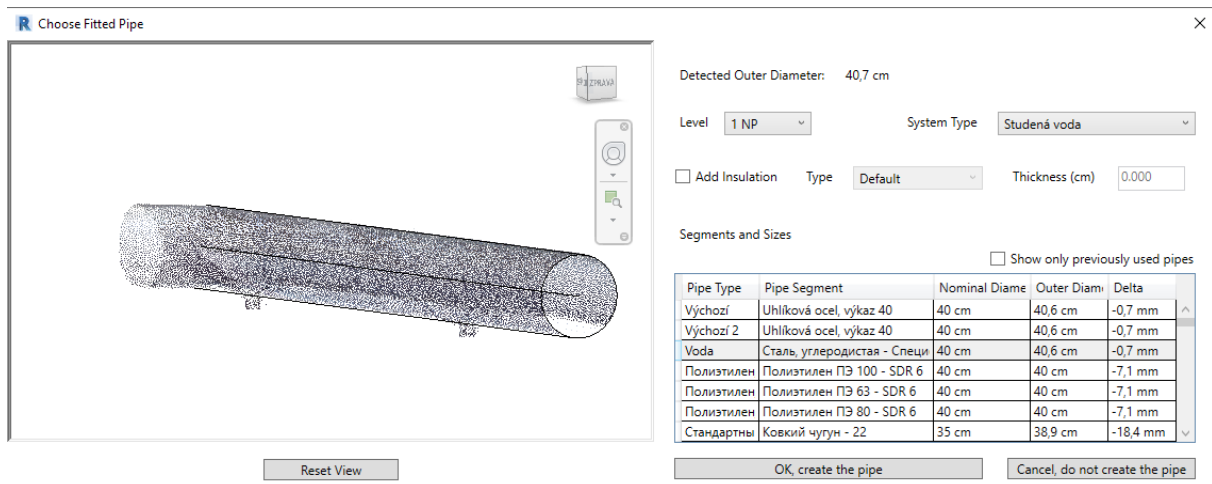 Choose Fitted Pipe
ZPRAVA
Detected Outer Diameter: 40,7 cm
Level 1 NP System Type Studená voda
Add Insulation Type Default Thickness (cm) 0.000
Segments and Sizes
Show only previously used pipes
Pipe Type Pipe Segment Nominal Diame Outer Diam Delta
Výchozí Uhlíková ocel, výkaz 40 40 cm 40,6 cm -0,7 mm
Výchozí 2 Uhlíková ocel, výkaz 40 40 cm 40,6 cm -0,7 mm
Voda Сталь, углеродистая - Специ 40 cm 40,6 cm -0,7 mm
Полиэтилен Полиэтилен ПЭ 100 - SDR 6 40 cm 40 cm -7,1 mm
Полиэтилен Полиэтилен ПЭ 63 - SDR 6 40 cm 40 cm -7,1 mm
Полиэтилен Полиэтилен ПЭ 80 - SDR 6 40 cm 40 cm -7,1 mm
Стандартны Ковкий чугун - 22 35 cm 38,9 cm -18,4 mm
Reset View OK, create the pipe Cancel, do not create the pipe